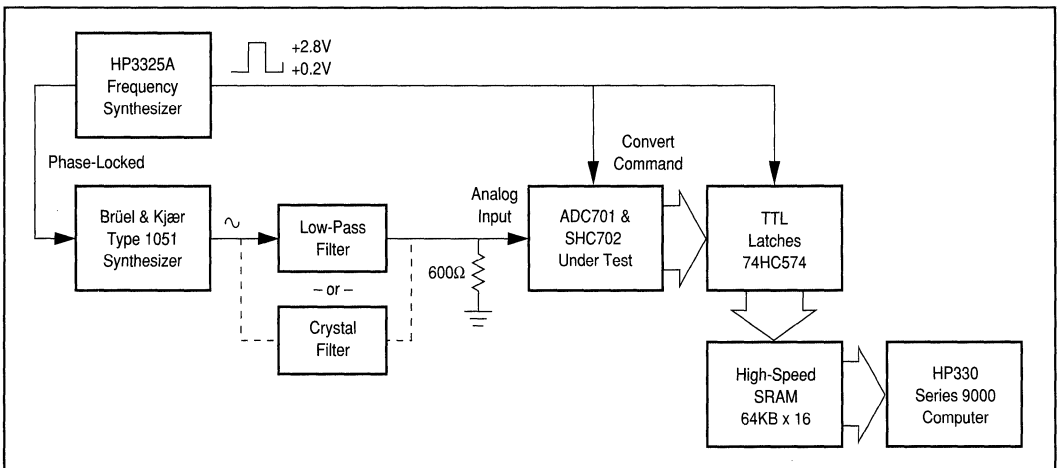 HP3325A
Frequency
Synthesizer
+2.8V
+0.2V
Phase-Locked
Convert
Command
Brüel & Kjær
Type 1051
Synthesizer
Low-Pass
Filter
– or –
Crystal
Filter
Analog
Input
600Ω
ADC701 &
SHC702
Under Test
TTL
Latches
74HC574
High-Speed
SRAM
64KB x 16
HP330
Series 9000
Computer